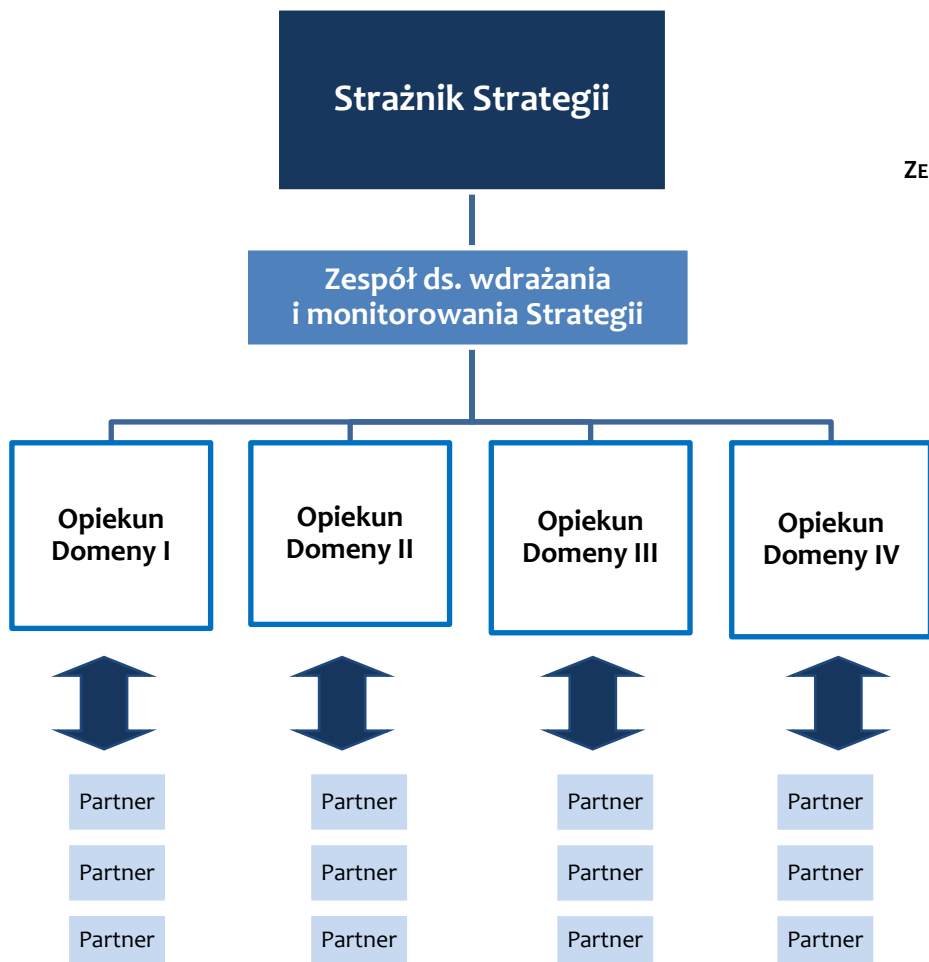 Strażnik Strategii
ZE
Zespół ds. wdrażania
i monitorowania Strategii
Opiekun
Domeny I
Opiekun
Domeny II
Opiekun
Domeny III
Opiekun
Domeny IV
Partner
Partner
Partner
Partner
Partner
Partner
Partner
Partner
Partner
Partner
Partner
Partner